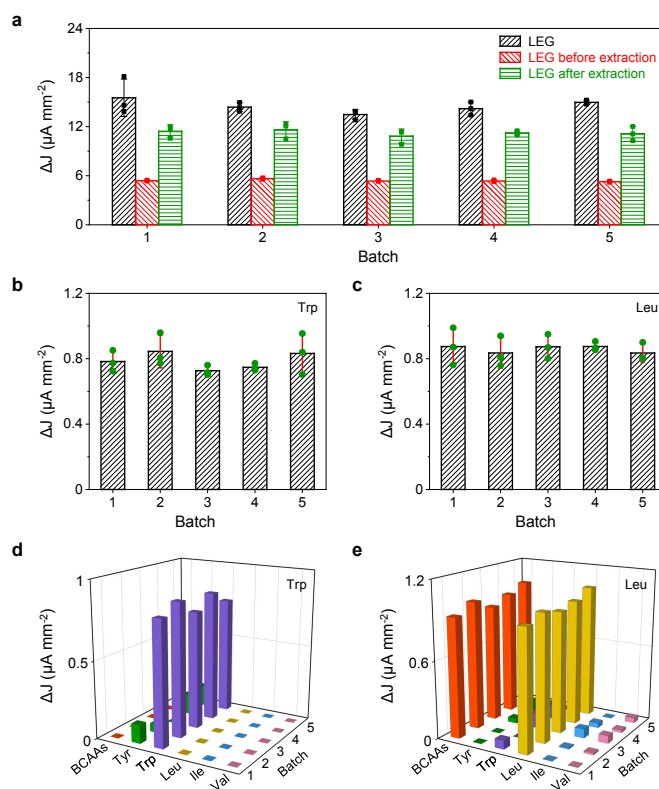 a
24
18
12
6
0
ΔJ (μA mm⁻²)
LEG
LEG before extraction
LEG after extraction
1 2 3 4 5
Batch
b
1.2
0.8
0.4
0
ΔJ (μA mm⁻²)
Trp
1 2 3 4 5
Batch
c
1.2
0.8
0.4
0
ΔJ (μA mm⁻²)
Leu
1 2 3 4 5
Batch
d
1
0.5
0
ΔJ (μA mm⁻²)
Trp
BCAAs
Tyr
Trp
Leu
Ile
Val
1 2 3 4 5
Batch
e
1.2
0.6
0
ΔJ (μA mm⁻²)
Leu
BCAAs
Tyr
Trp
Leu
Ile
Val
1 2 3 4 5
Batch